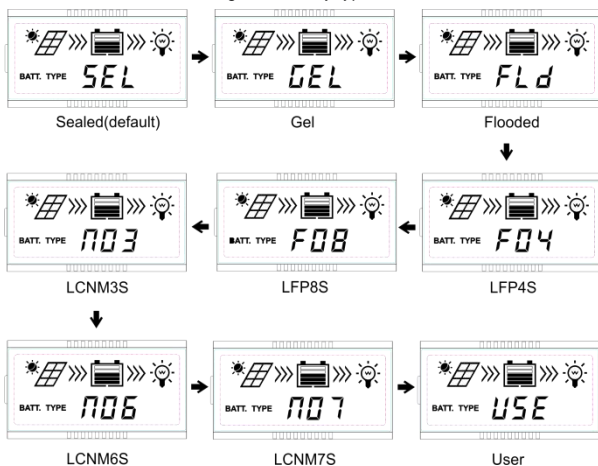 BATT. TYPE SEL
Sealed(default)
BATT. TYPE GEL
Gel
BATT. TYPE FLd
Flooded
BATT. TYPE n03
LCNM3S
BATT. TYPE F08
LFP8S
BATT. TYPE F04
LFP4S
BATT. TYPE n06
LCNM6S
BATT. TYPE n07
LCNM7S
BATT. TYPE USE
User